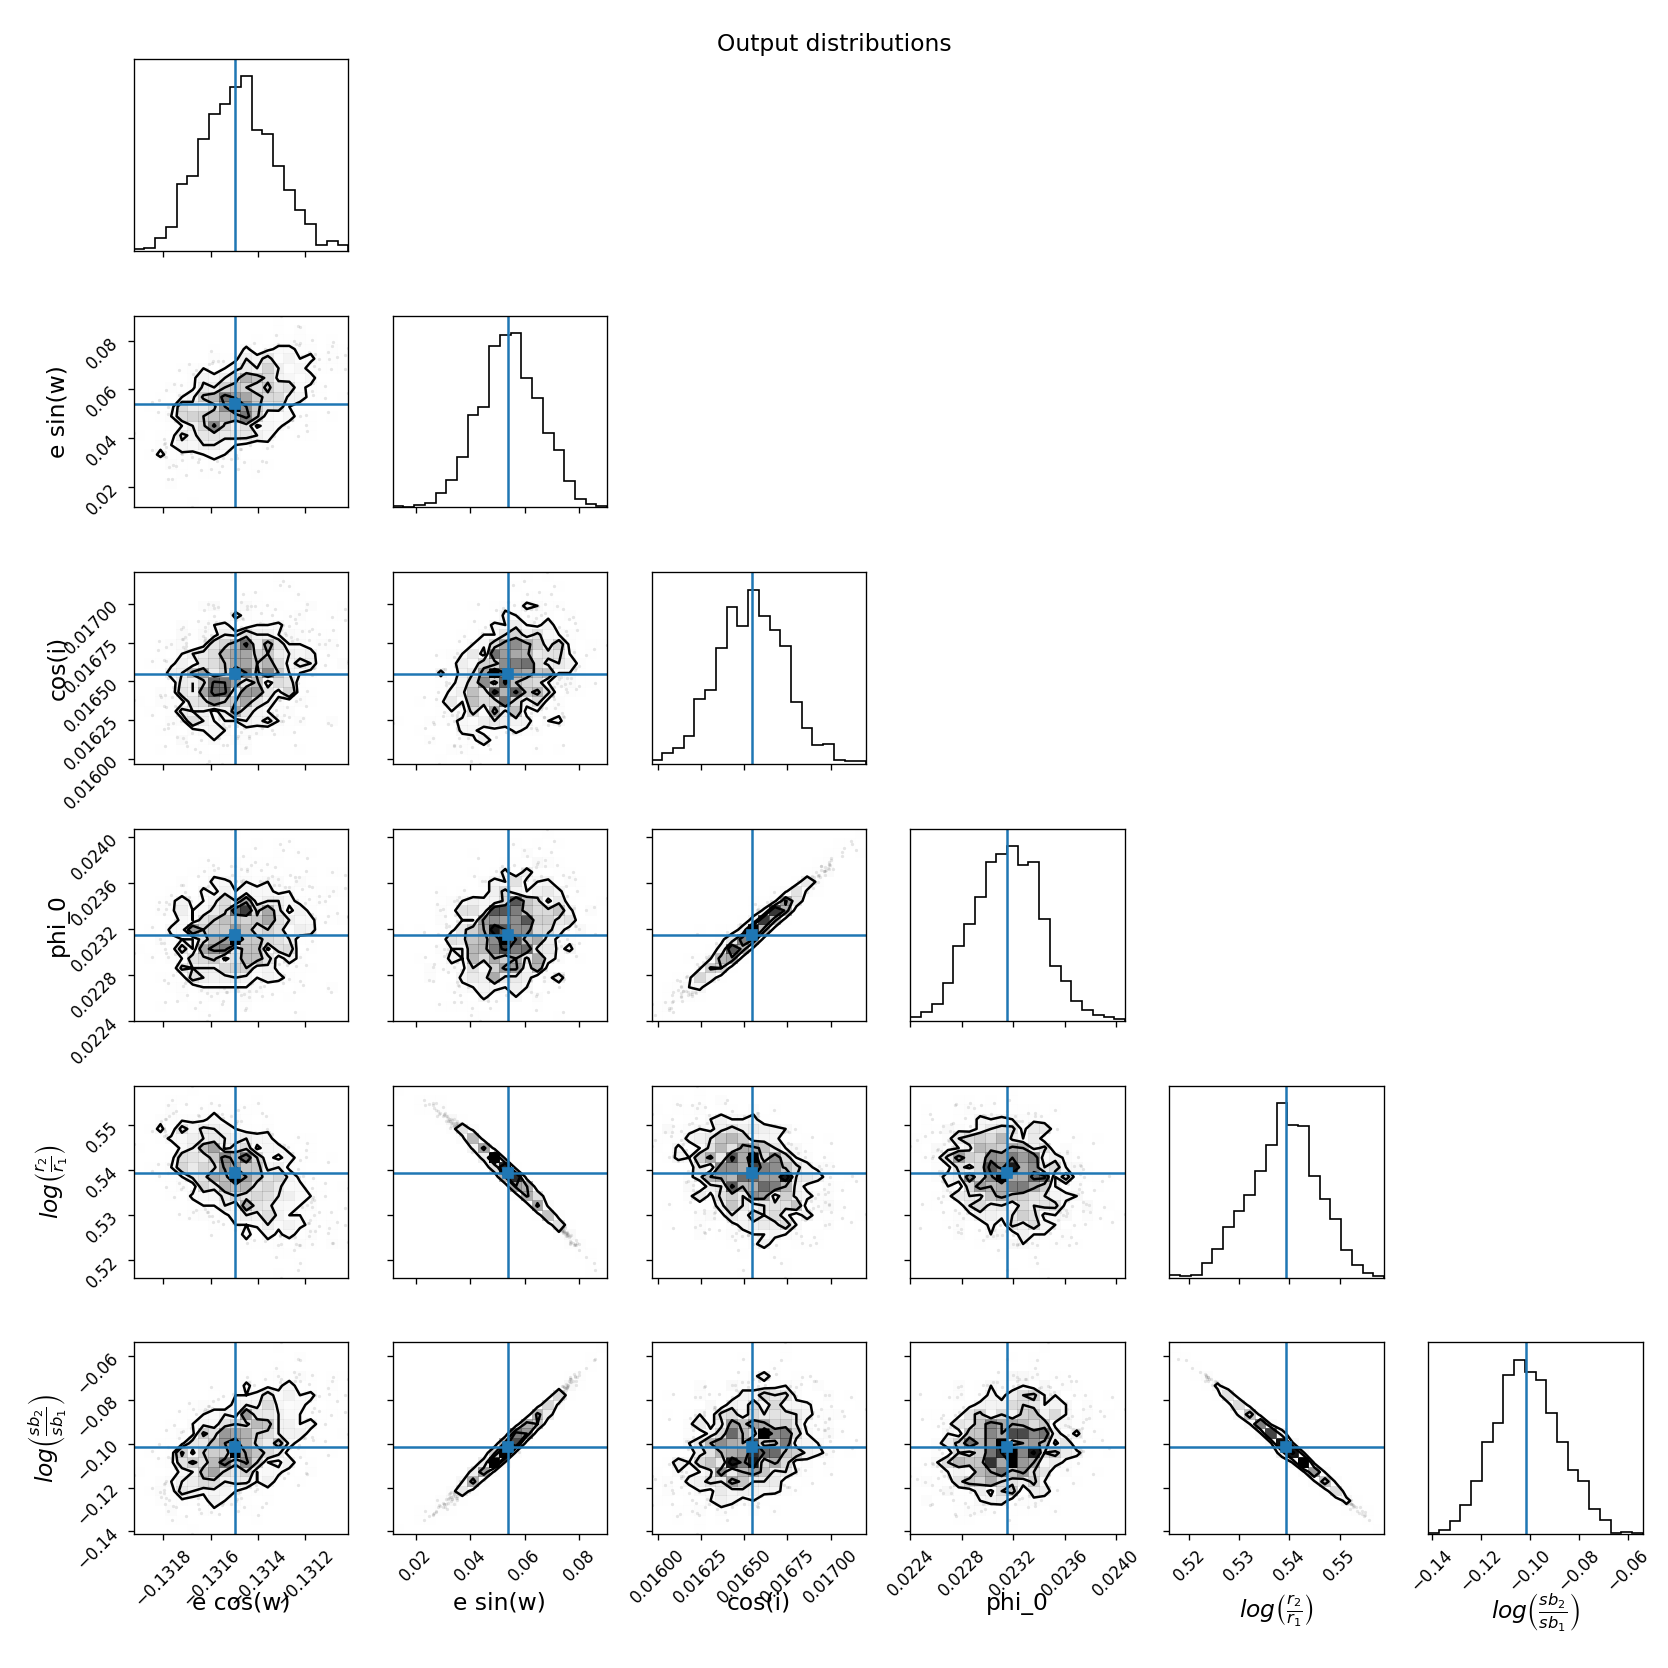 Output distributions
e sin(w)
0.08
0.06
0.04
0.02
cos(i)
0.01700
0.01675
0.01650
0.01625
0.01600
phi_0
0.0240
0.0236
0.0232
0.0228
0.0224
log(r2/r1)
0.55
0.54
0.53
0.52
log(sb2/sb1)
−0.06
−0.08
−0.10
−0.12
−0.14
−0.1318 −0.1316 −0.1314 −0.1312
0.02 0.04 0.06 0.08
0.01600 0.01625 0.01650 0.01675 0.01700
0.0224 0.0228 0.0232 0.0236 0.0240
0.52 0.53 0.54 0.55
−0.14 −0.12 −0.10 −0.08 −0.06
e cos(w)
e sin(w)
cos(i)
phi_0
log(r2/r1)
log(sb2/sb1)